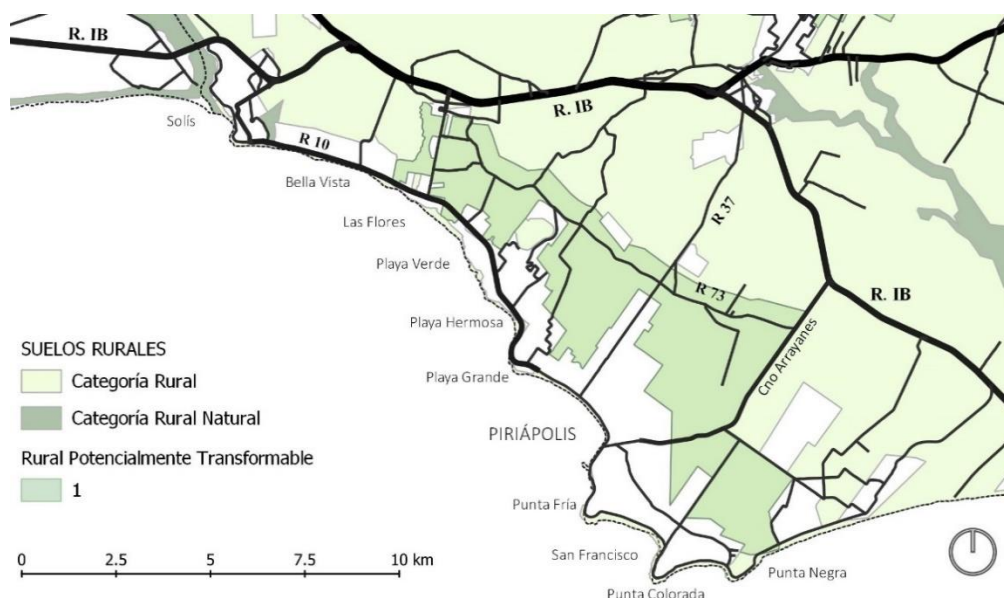 R. IB
Solís
R 10
R. IB
Bella Vista
Las Flores
R 37
Playa Verde
R 73
R. IB
Playa Hermosa
SUELOS RURALES
Categoría Rural
Playa Grande
Cno Arrayanes
Categoría Rural Natural
PIRIÁPOLIS
Rural Potencialmente Transformable
1
Punta Fría
San Francisco
Punta Negra
Punta Colorada
0 2.5 5 7.5 10 km